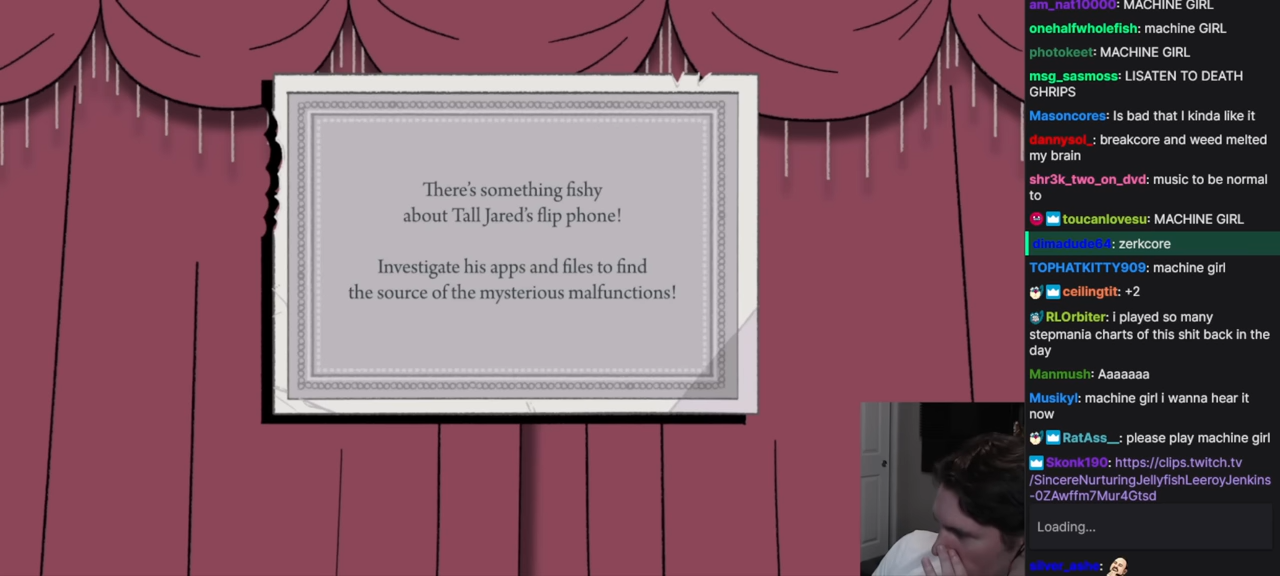 There's something fishy
about Tall Jared's flip phone!
Investigate his apps and files to find
the source of the mysterious malfunctions!
am_nat10000: MACHINE GIRL
onehalfwholefish: machine GIRL
photokeet: MACHINE GIRL
msg_sasmoss: LISATEN TO DEATH
GHRIPS
Masoncores: Is bad that I kinda like it
dannysol_: breakcore and weed melted
my brain
shr3k_two_on_dvd: music to be normal
to
toucanlovesu: MACHINE GIRL
dimadude64: zerkcore
TOPHATKITTY909: machine girl
ceilingtit: +2
RLOrbiter: i played so many
stepmania charts of this shit back in the
day
Manmush: Aaaaaaa
Musikyl: machine girl i wanna hear it
now
RatAss__: please play machine girl
Skonk190: https://clips.twitch.tv
/SincereNurturingJellyfishLeeroyJenkins
-0ZAwffm7Mur4Gtsd
Loading...